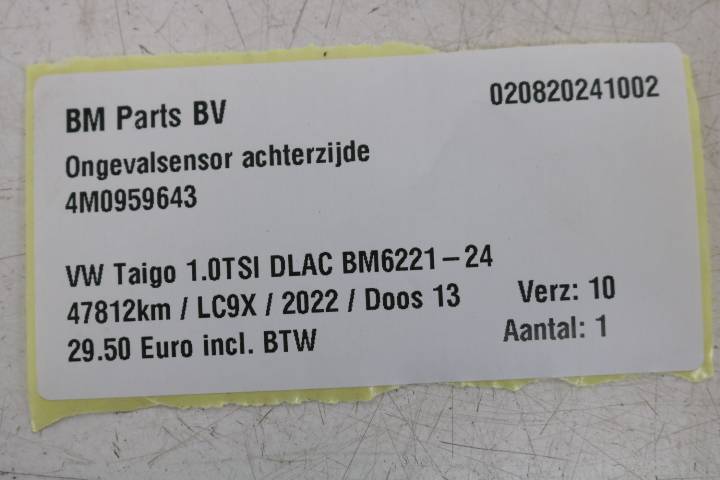 BM Parts BV 020820241002
Ongevalsensor achterzijde
4M0959643
VW Taigo 1.0TSI DLAC BM6221-24
47812km / LC9X / 2022 / Doos 13 Verz: 10
29.50 Euro incl. BTW Aantal: 1